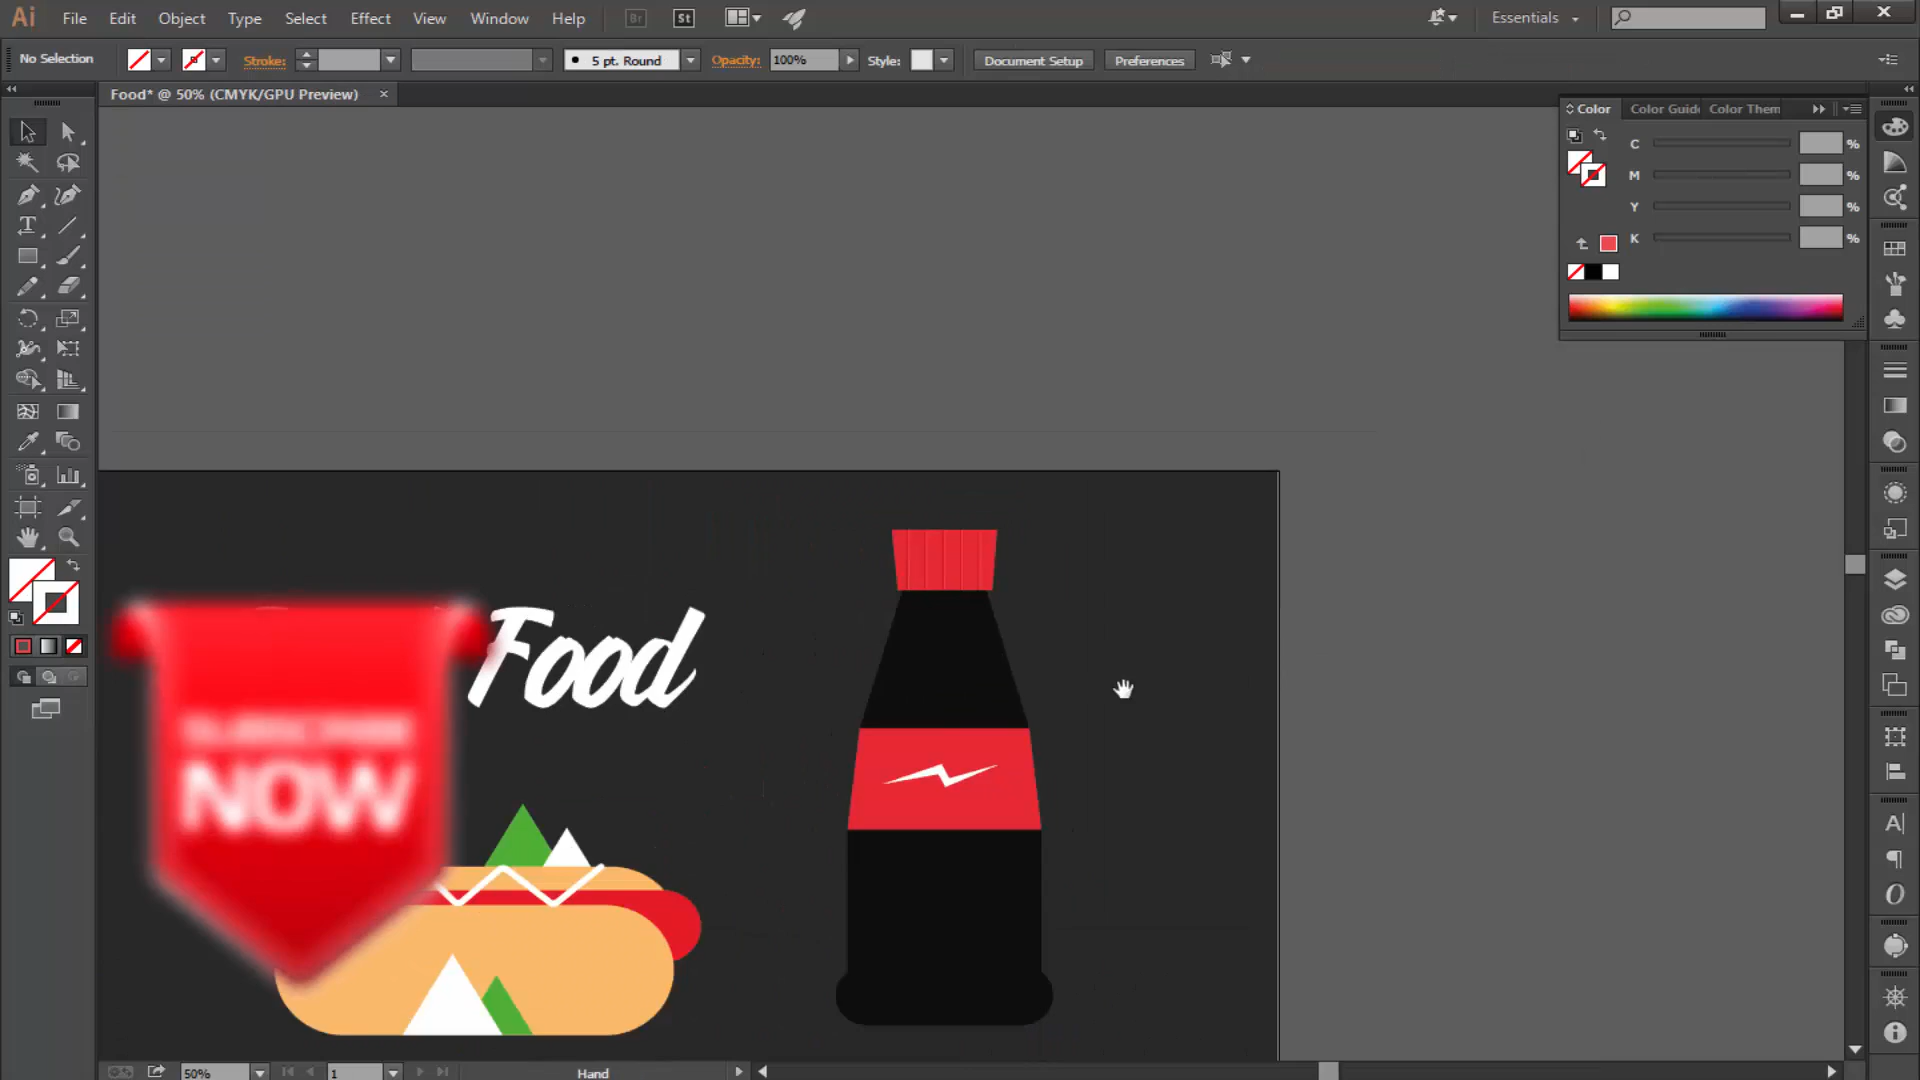 Ai File Edit Object Type Select Effect View Window Help Br St Essentials
No Selection Stroke: 5 pt. Round Opacity: 100% Style: Document Setup Preferences
Food* @ 50% (CMYK/GPU Preview) ×
Color Color Guid Color Them
C %
M %
Y %
K %
Food
SUBSCRIBE
NOW
50% 1 Hand